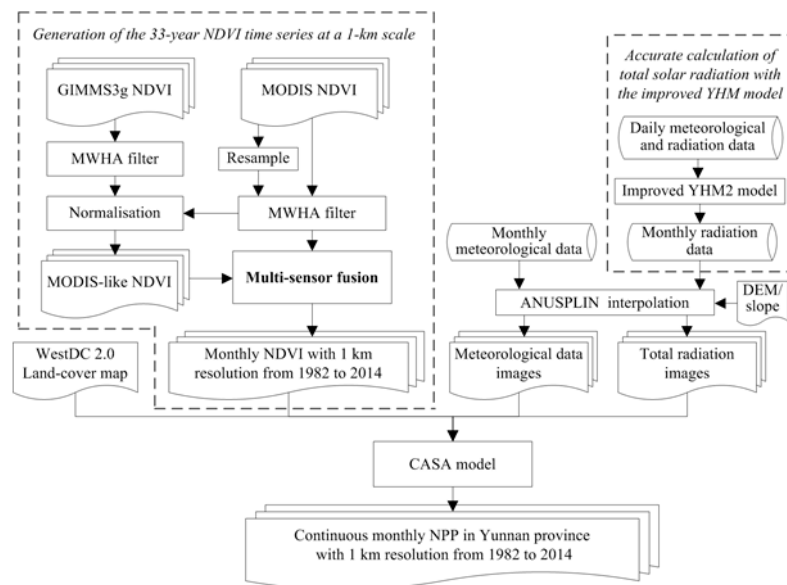 Generation of the 33-year NDVI time series at a 1-km scale
GIMMS3g NDVI
MODIS NDVI
MWHA filter
Resample
Normalisation
MWHA filter
MODIS-like NDVI
Multi-sensor fusion
Monthly NDVI with 1 km
resolution from 1982 to 2014
WestDC 2.0
Land-cover map
Accurate calculation of
total solar radiation with
the improved YHM model
Daily meteorological
and radiation data
Improved YHM2 model
Monthly radiation
data
Monthly
meteorological data
ANUSPLIN interpolation
DEM/
slope
Meteorological data
images
Total radiation
images
CASA model
Continuous monthly NPP in Yunnan province
with 1 km resolution from 1982 to 2014